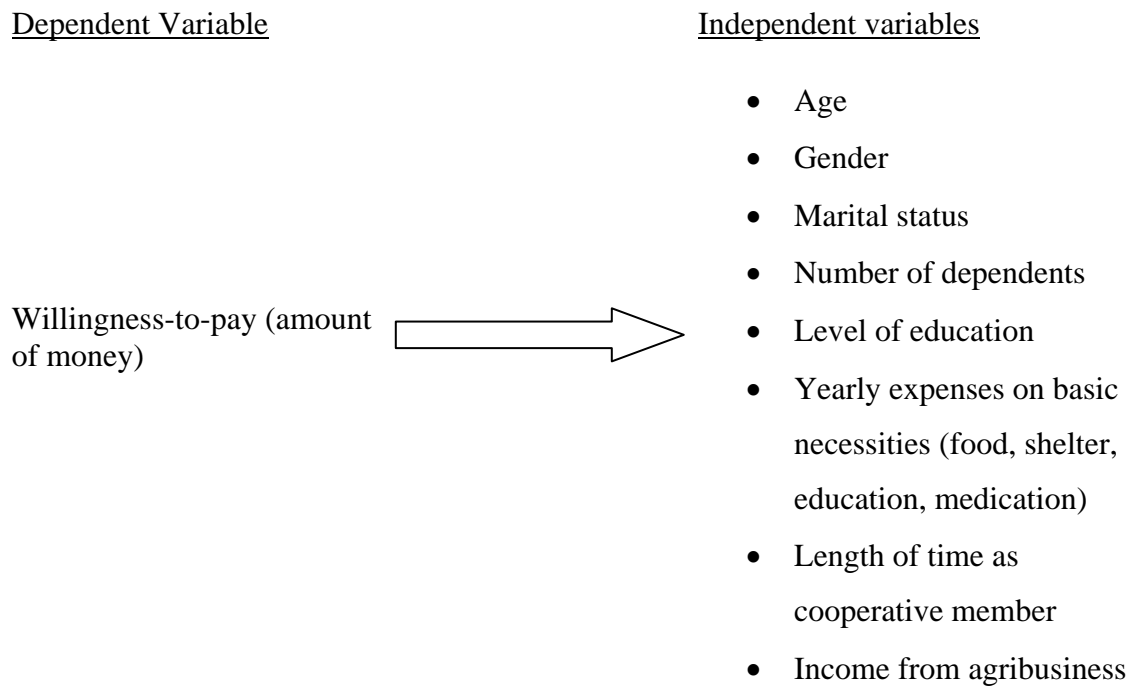 Dependent Variable
Independent variables
• Age
• Gender
• Marital status
• Number of dependents
Willingness-to-pay (amount
of money)
• Level of education
• Yearly expenses on basic
necessities (food, shelter,
education, medication)
• Length of time as
cooperative member
• Income from agribusiness